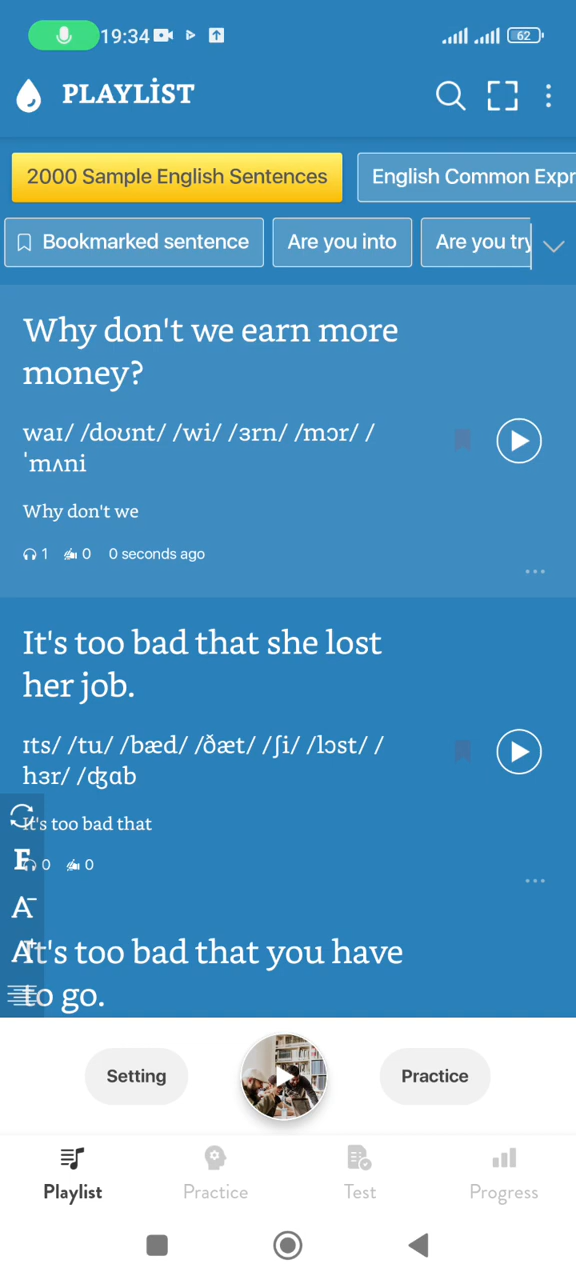 19:34
62
PLAYLİST
2000 Sample English Sentences
English Common Expr
Bookmarked sentence
Are you into
Are you try
Why don't we earn more
money?
waɪ/ /doʊnt/ /wi/ /ɜrn/ /mɔr/ /
ˈmʌni
Why don't we
1 0 0 seconds ago
It's too bad that she lost
her job.
ɪts/ /tu/ /bæd/ /ðæt/ /ʃi/ /lɔst/ /
hɜr/ /ʤɑb
It's too bad that
F
0 0
A-
A+
It's too bad that you have
to go.
Setting
Practice
Playlist
Practice
Test
Progress